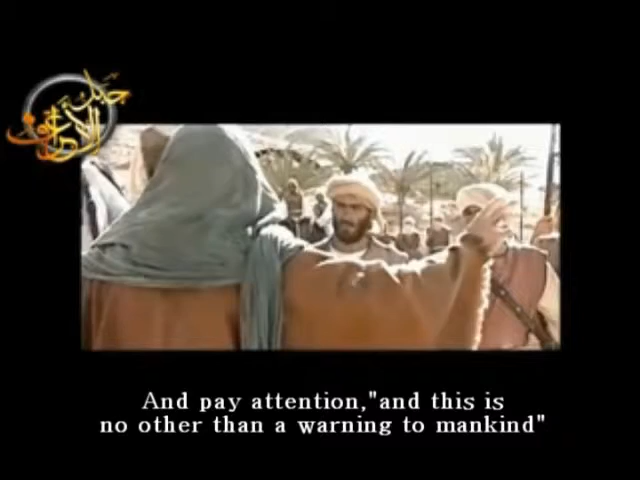 And pay attention,"and this is
no other than a warning to mankind"